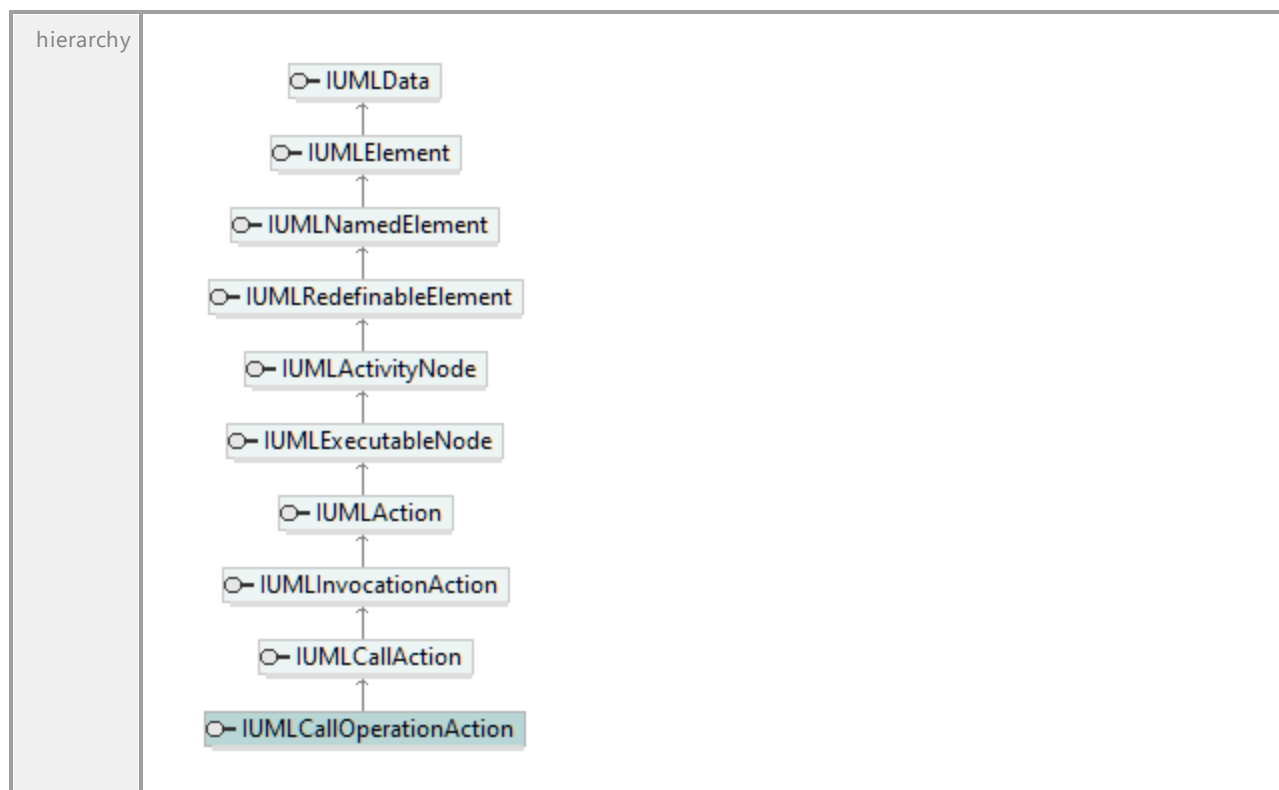 hierarchy
IUMLData
IUMLElement
IUMLNamedElement
IUMLRedefinableElement
IUMLActivityNode
IUMLExecutableNode
IUMLAction
IUMLInvocationAction
IUMLCallAction
IUMLCallOperationAction